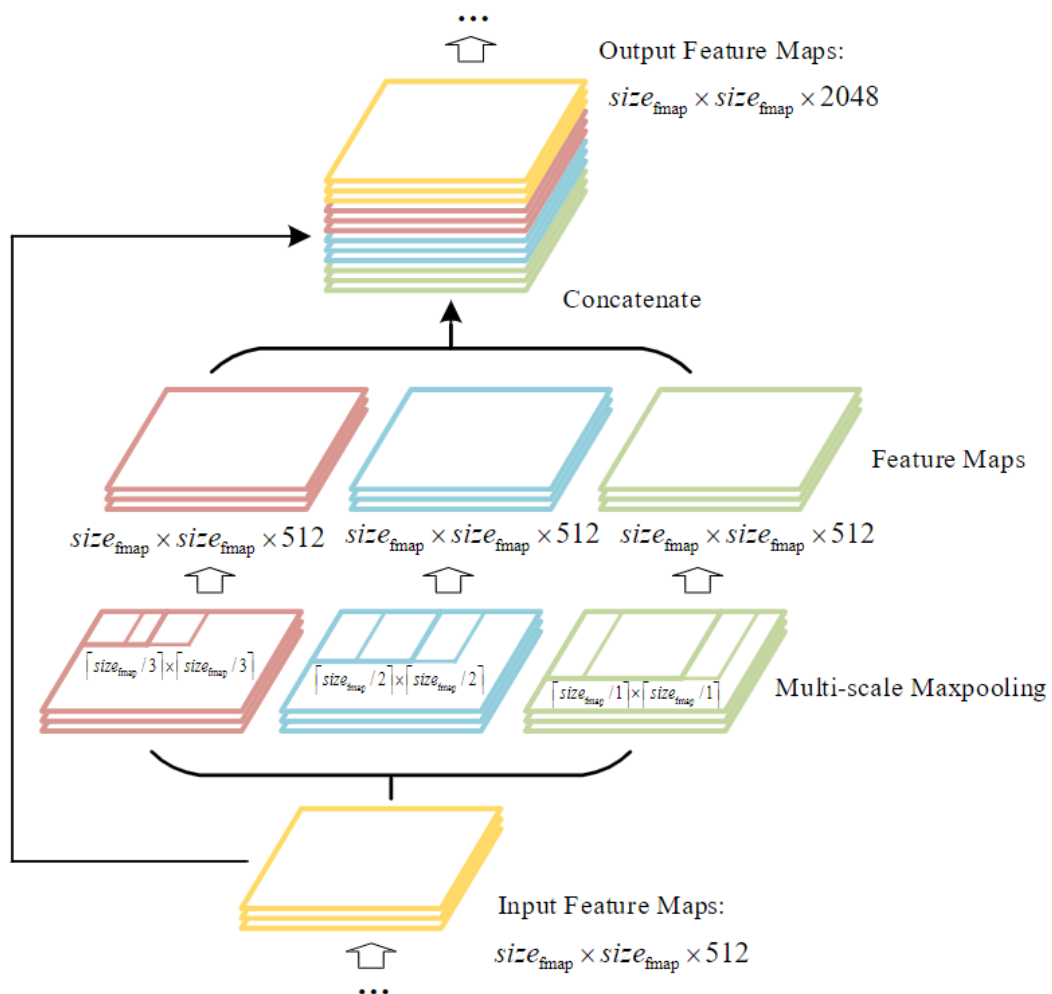 ...
Output Feature Maps:
size_fmap × size_fmap × 2048
Concatenate
Feature Maps
size_fmap × size_fmap × 512 size_fmap × size_fmap × 512 size_fmap × size_fmap × 512
⌈size_fmap / 3⌉×⌈size_fmap / 3⌉ ⌈size_fmap / 2⌉×⌈size_fmap / 2⌉ ⌈size_fmap / 1⌉×⌈size_fmap / 1⌉
Multi-scale Maxpooling
Input Feature Maps:
size_fmap × size_fmap × 512
...